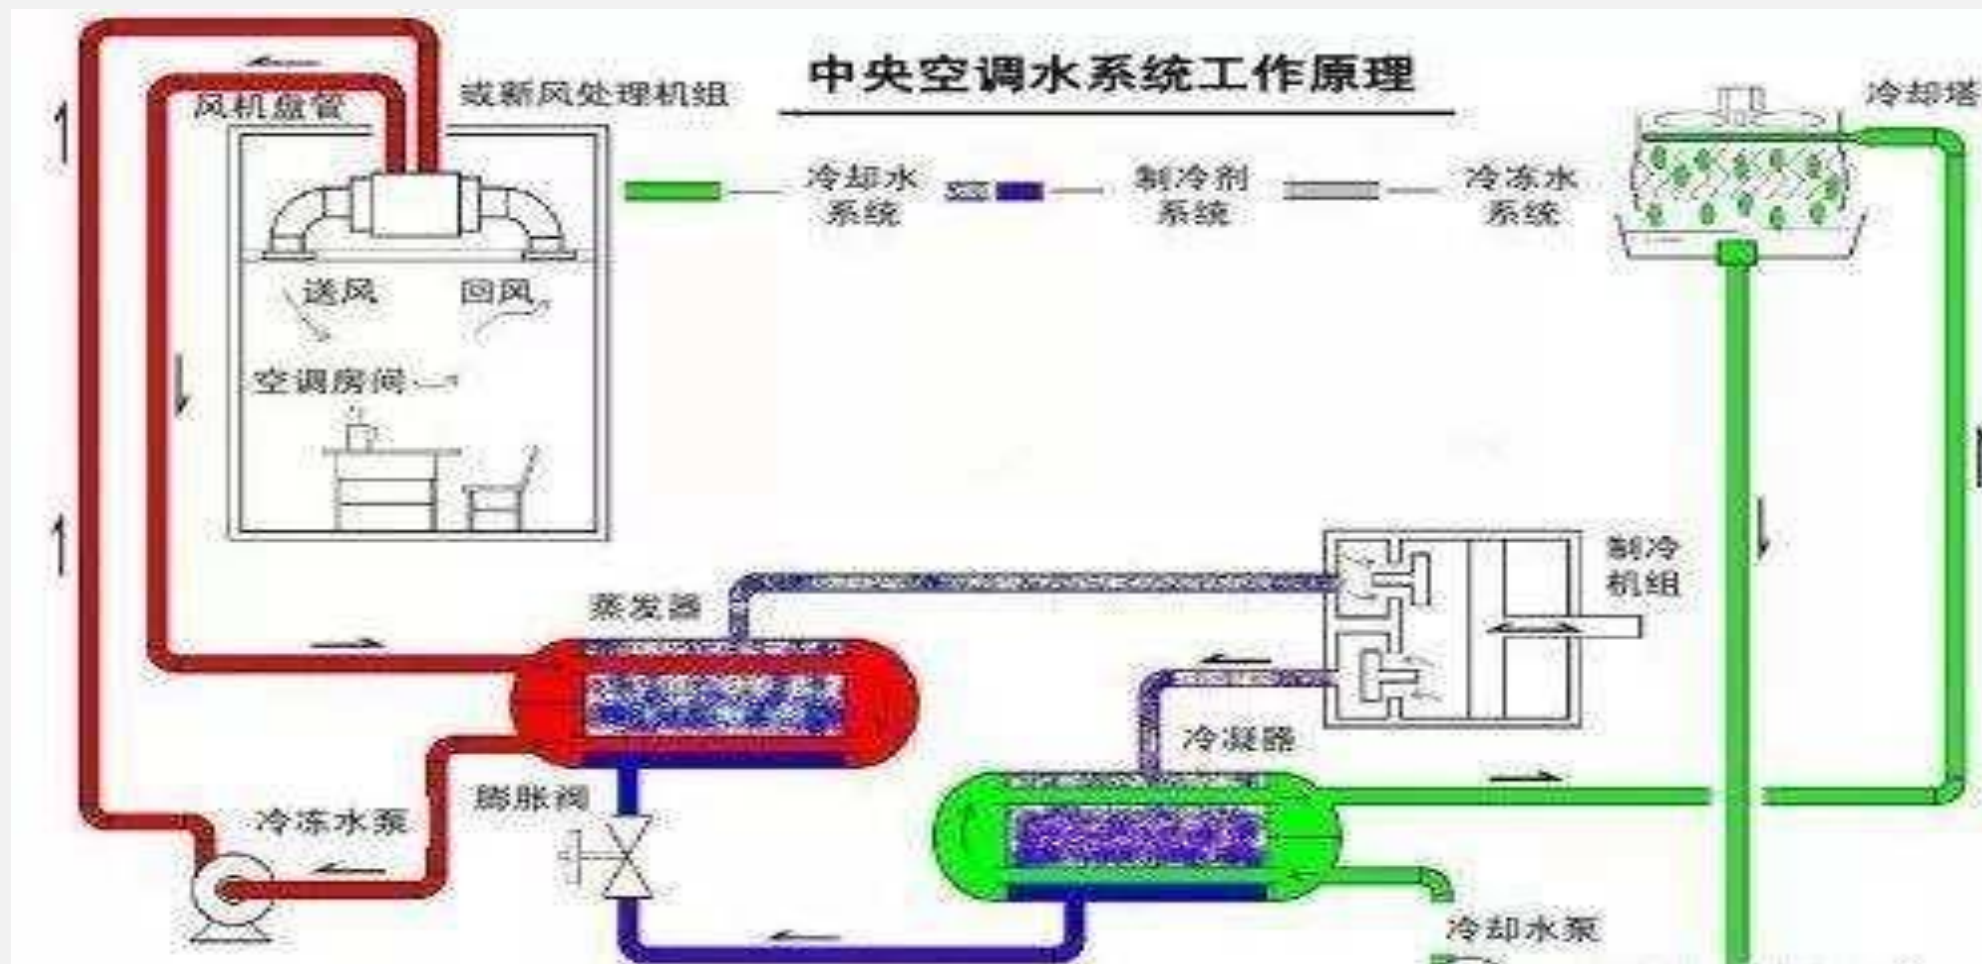 中央空调水系统工作原理
风机盘管
或新风处理机组
冷却塔
冷却水
系统
制冷剂
系统
冷冻水
系统
送风
回风
空调房间
制冷
机组
蒸发器
冷凝器
膨胀阀
冷冻水泵
冷却水泵